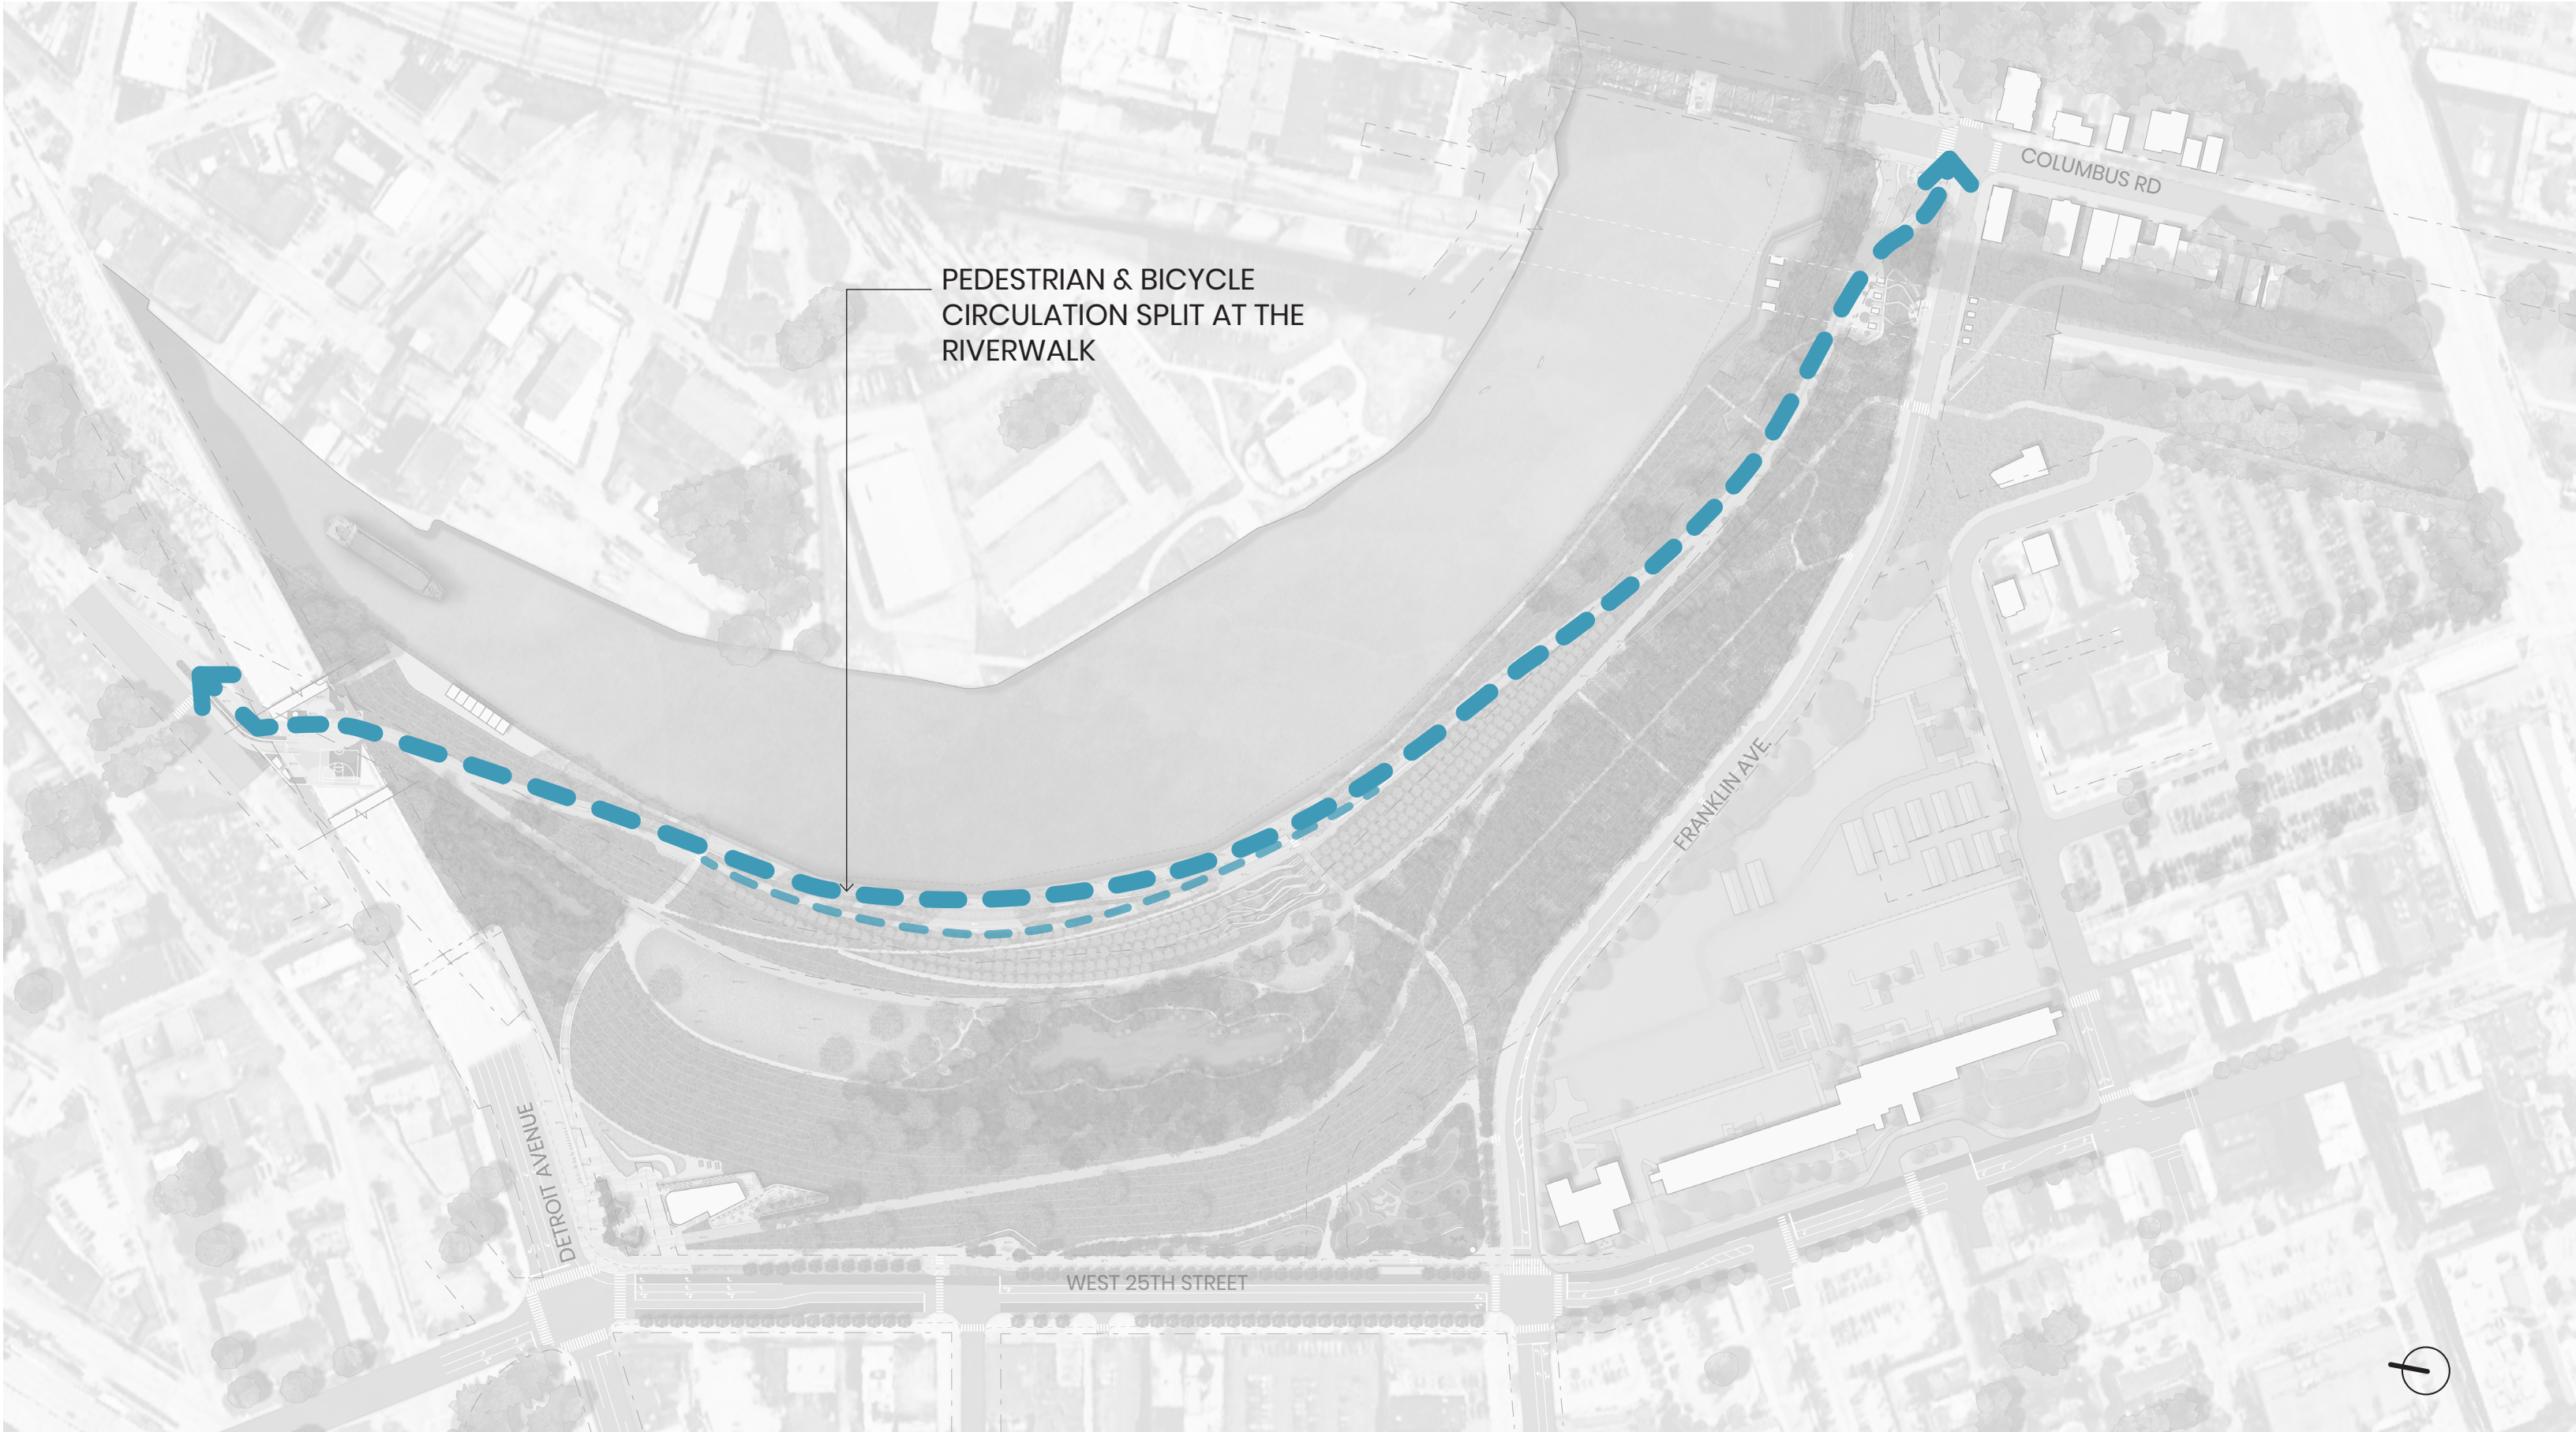 COLUMBUS RD
PEDESTRIAN & BICYCLE
CIRCULATION SPLIT AT THE
RIVERWALK
FRANKLIN AVE.
DETROIT AVENUE
WEST 25TH STREET